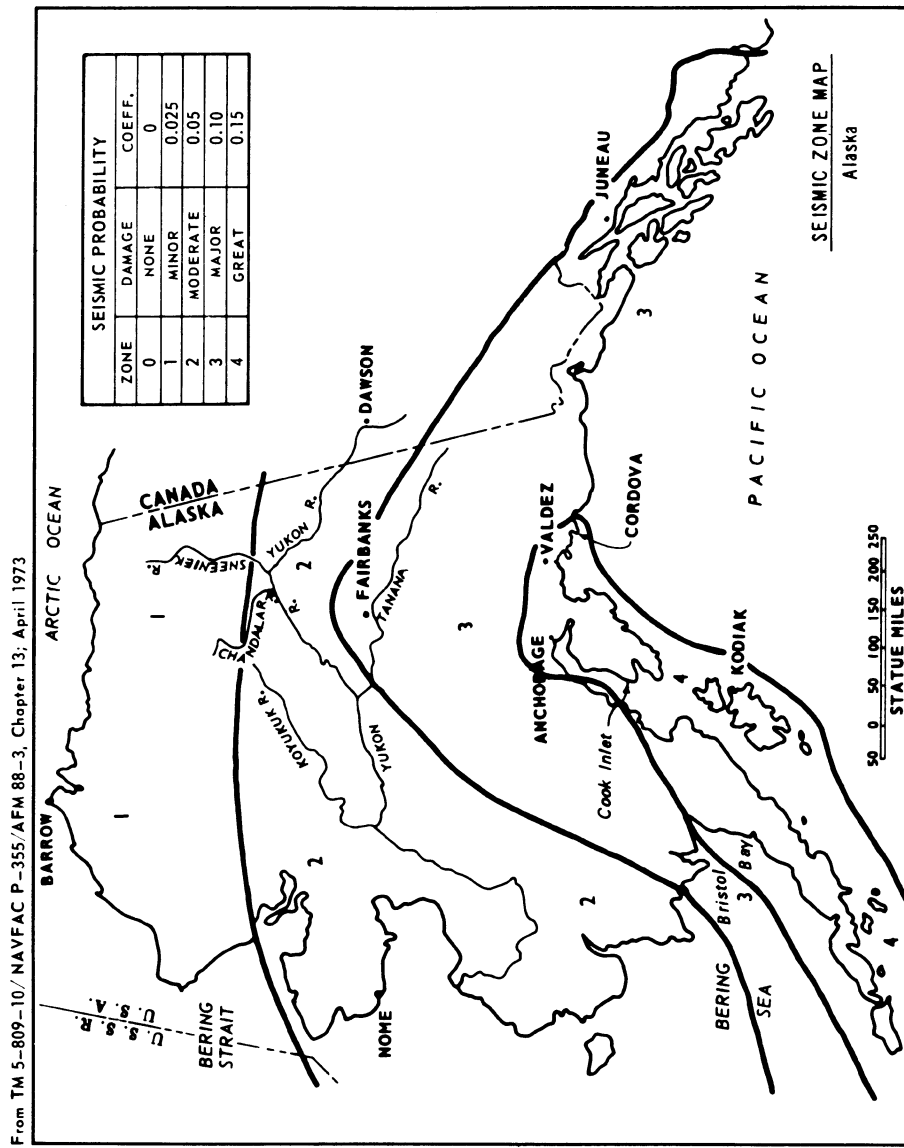 From TM 5-809-10/ NAVFAC P-355/AFM 88-3, Chapter 13; April 1973
SEISMIC PROBABILITY
ZONE DAMAGE COEFF.
0 NONE 0
1 MINOR 0.025
2 MODERATE 0.05
3 MAJOR 0.10
4 GREAT 0.15
ARCTIC OCEAN
BARROW
U. S. S. R.
U. S. A.
CANADA
ALASKA
1
1
SNEENIEK R.
CHANDALAR R.
KOYUKUK R.
YUKON R.
DAWSON
BERING
STRAIT
2
2
2
YUKON
FAIRBANKS
TANANA R.
NOME
3
JUNEAU
ANCHORAGE
VALDEZ
CORDOVA
Cook Inlet
3
4
KODIAK
Bristol Bay
3
BERING
SEA
4
PACIFIC OCEAN
50 0 50 100 150 200 250
STATUE MILES
SEISMIC ZONE MAP
Alaska